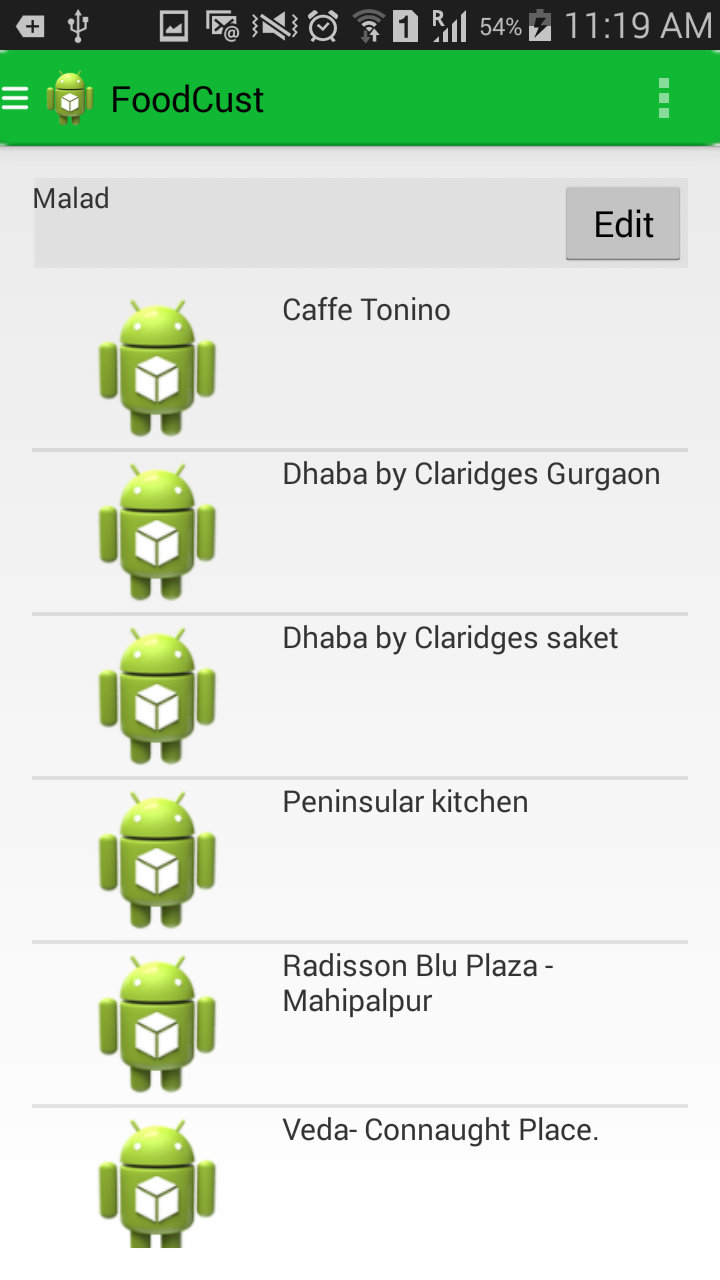 1 R 54% 11:19 AM
FoodCust
Malad
Edit
Caffe Tonino
Dhaba by Claridges Gurgaon
Dhaba by Claridges saket
Peninsular kitchen
Radisson Blu Plaza -
Mahipalpur
Veda- Connaught Place.